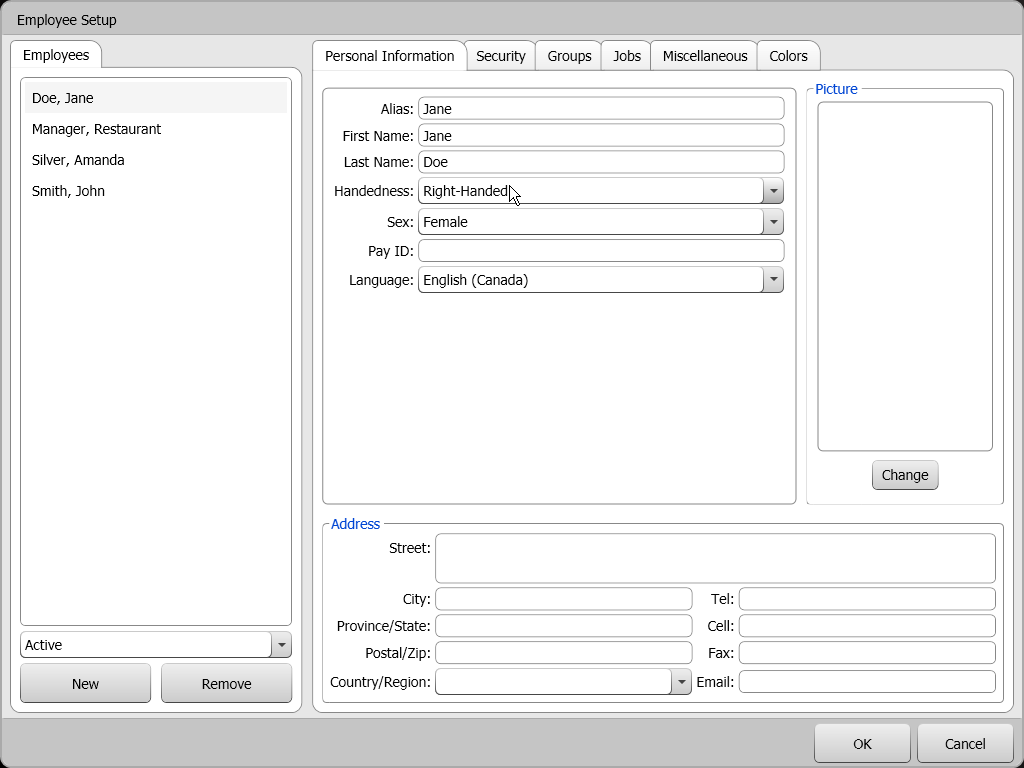 Employee Setup
Employees
Doe, Jane
Manager, Restaurant
Silver, Amanda
Smith, John
Active
New Remove
Personal Information Security Groups Jobs Miscellaneous Colors
Alias: Jane
First Name: Jane
Last Name: Doe
Handedness: Right-Handed
Sex: Female
Pay ID:
Language: English (Canada)
Picture
Change
Address
Street:
City: Tel:
Province/State: Cell:
Postal/Zip: Fax:
Country/Region: Email:
OK Cancel